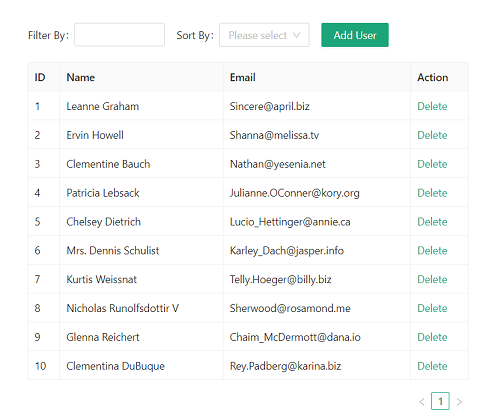 Filter By: Sort By: Please select Add User
ID Name Email Action
1 Leanne Graham Sincere@april.biz Delete
2 Ervin Howell Shanna@melissa.tv Delete
3 Clementine Bauch Nathan@yesenia.net Delete
4 Patricia Lebsack Julianne.OConner@kory.org Delete
5 Chelsey Dietrich Lucio_Hettinger@annie.ca Delete
6 Mrs. Dennis Schulist Karley_Dach@jasper.info Delete
7 Kurtis Weissnat Telly.Hoeger@billy.biz Delete
8 Nicholas Runolfsdottir V Sherwood@rosamond.me Delete
9 Glenna Reichert Chaim_McDermott@dana.io Delete
10 Clementina DuBuque Rey.Padberg@karina.biz Delete
< 1 >